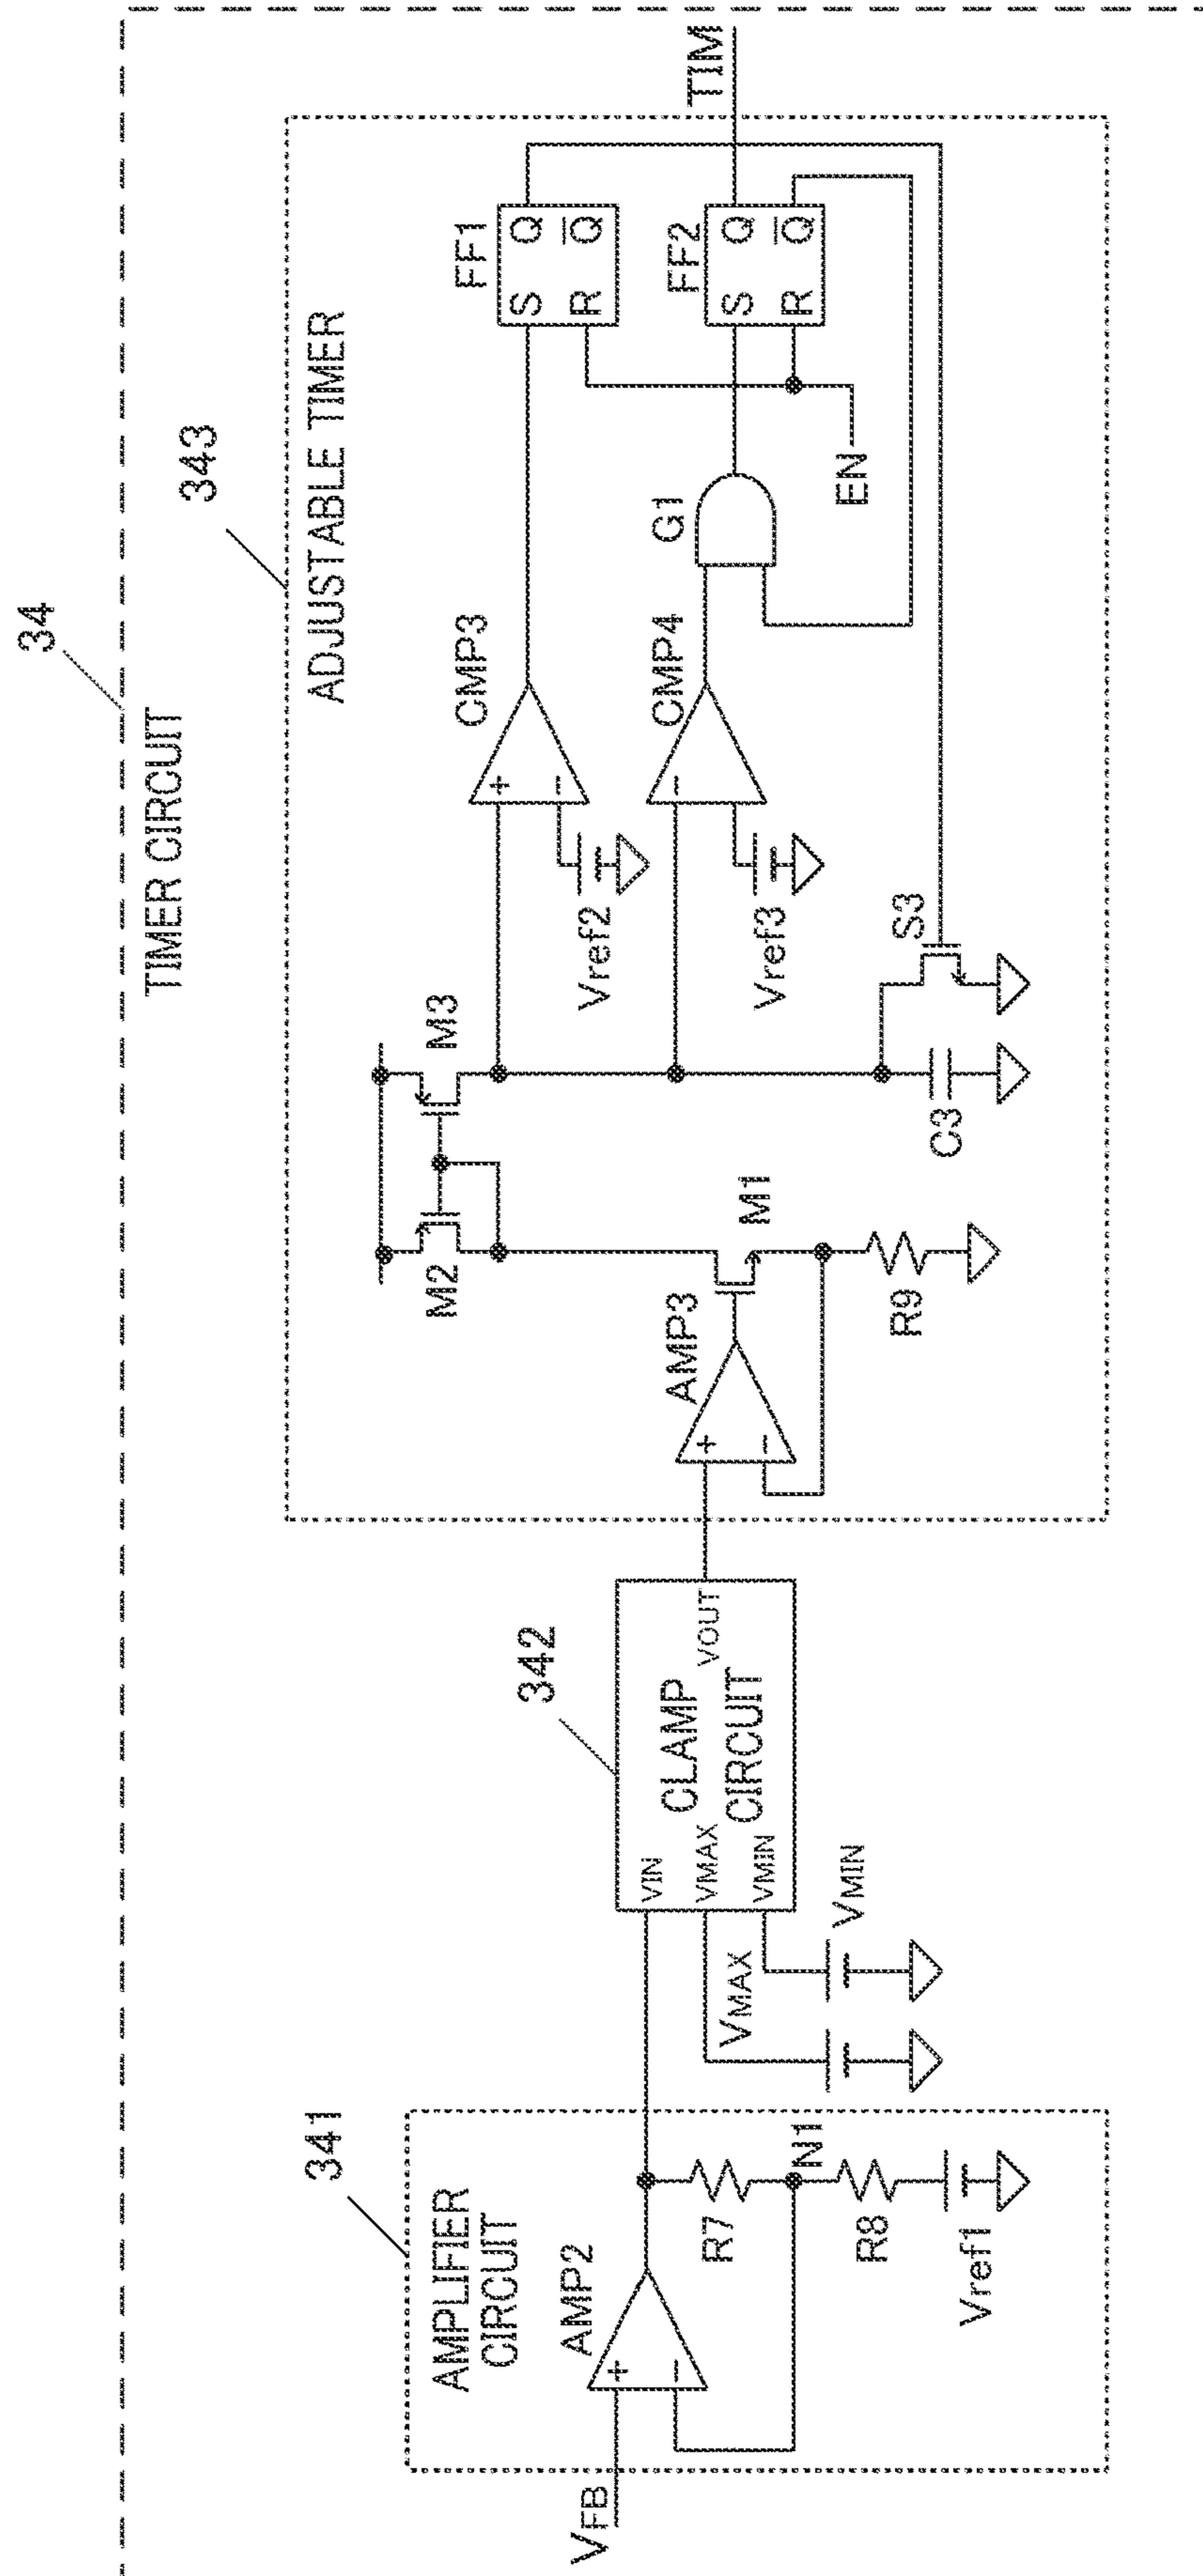 34
TIMER CIRCUIT
341
AMPLIFIER
CIRCUIT
VFB
AMP2
+
−
R7
N1
R8
Vref1
342
VIN
VMAX
VMIN
CLAMP
CIRCUIT
VOUT
VMAX
VMIN
343
ADJUSTABLE TIMER
AMP3
+
−
M1
R9
M2
M3
C3
S3
CMP3
+
−
Vref2
CMP4
−
Vref3
G1
EN
FF1
S
Q
R
Q̅
FF2
S
Q
R
Q̅
TIM